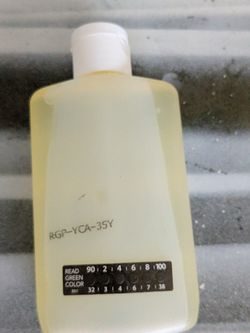 RGP-YCA-35Y
READ 90 2 4 6 8 100
GREEN
COLOR
32 3 4 5 6 7 38